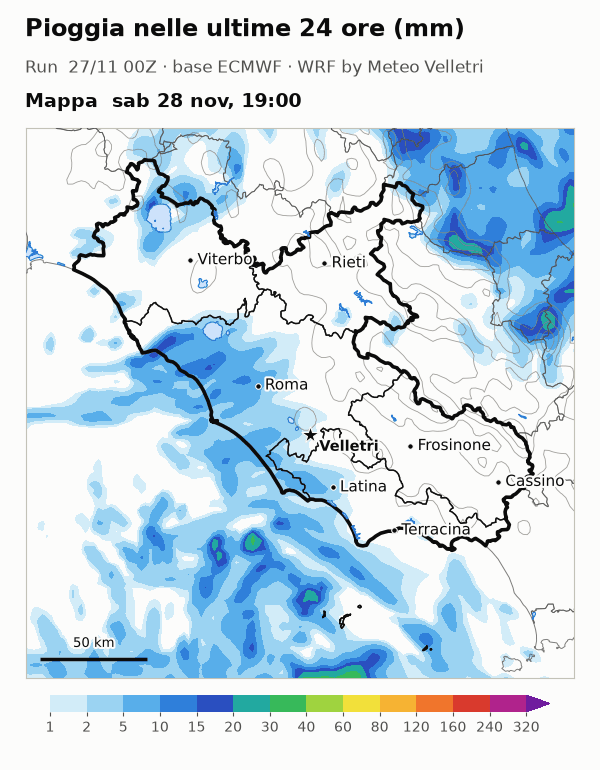 Pioggia nelle ultime 24 ore (mm)
Run 27/11 00Z · base ECMWF · WRF by Meteo Velletri
Mappa sab 28 nov, 19:00
Viterbo
Rieti
Roma
Velletri
Frosinone
Latina
Cassino
Terracina
50 km
1 2 5 10 15 20 30 40 60 80 120 160 240 320